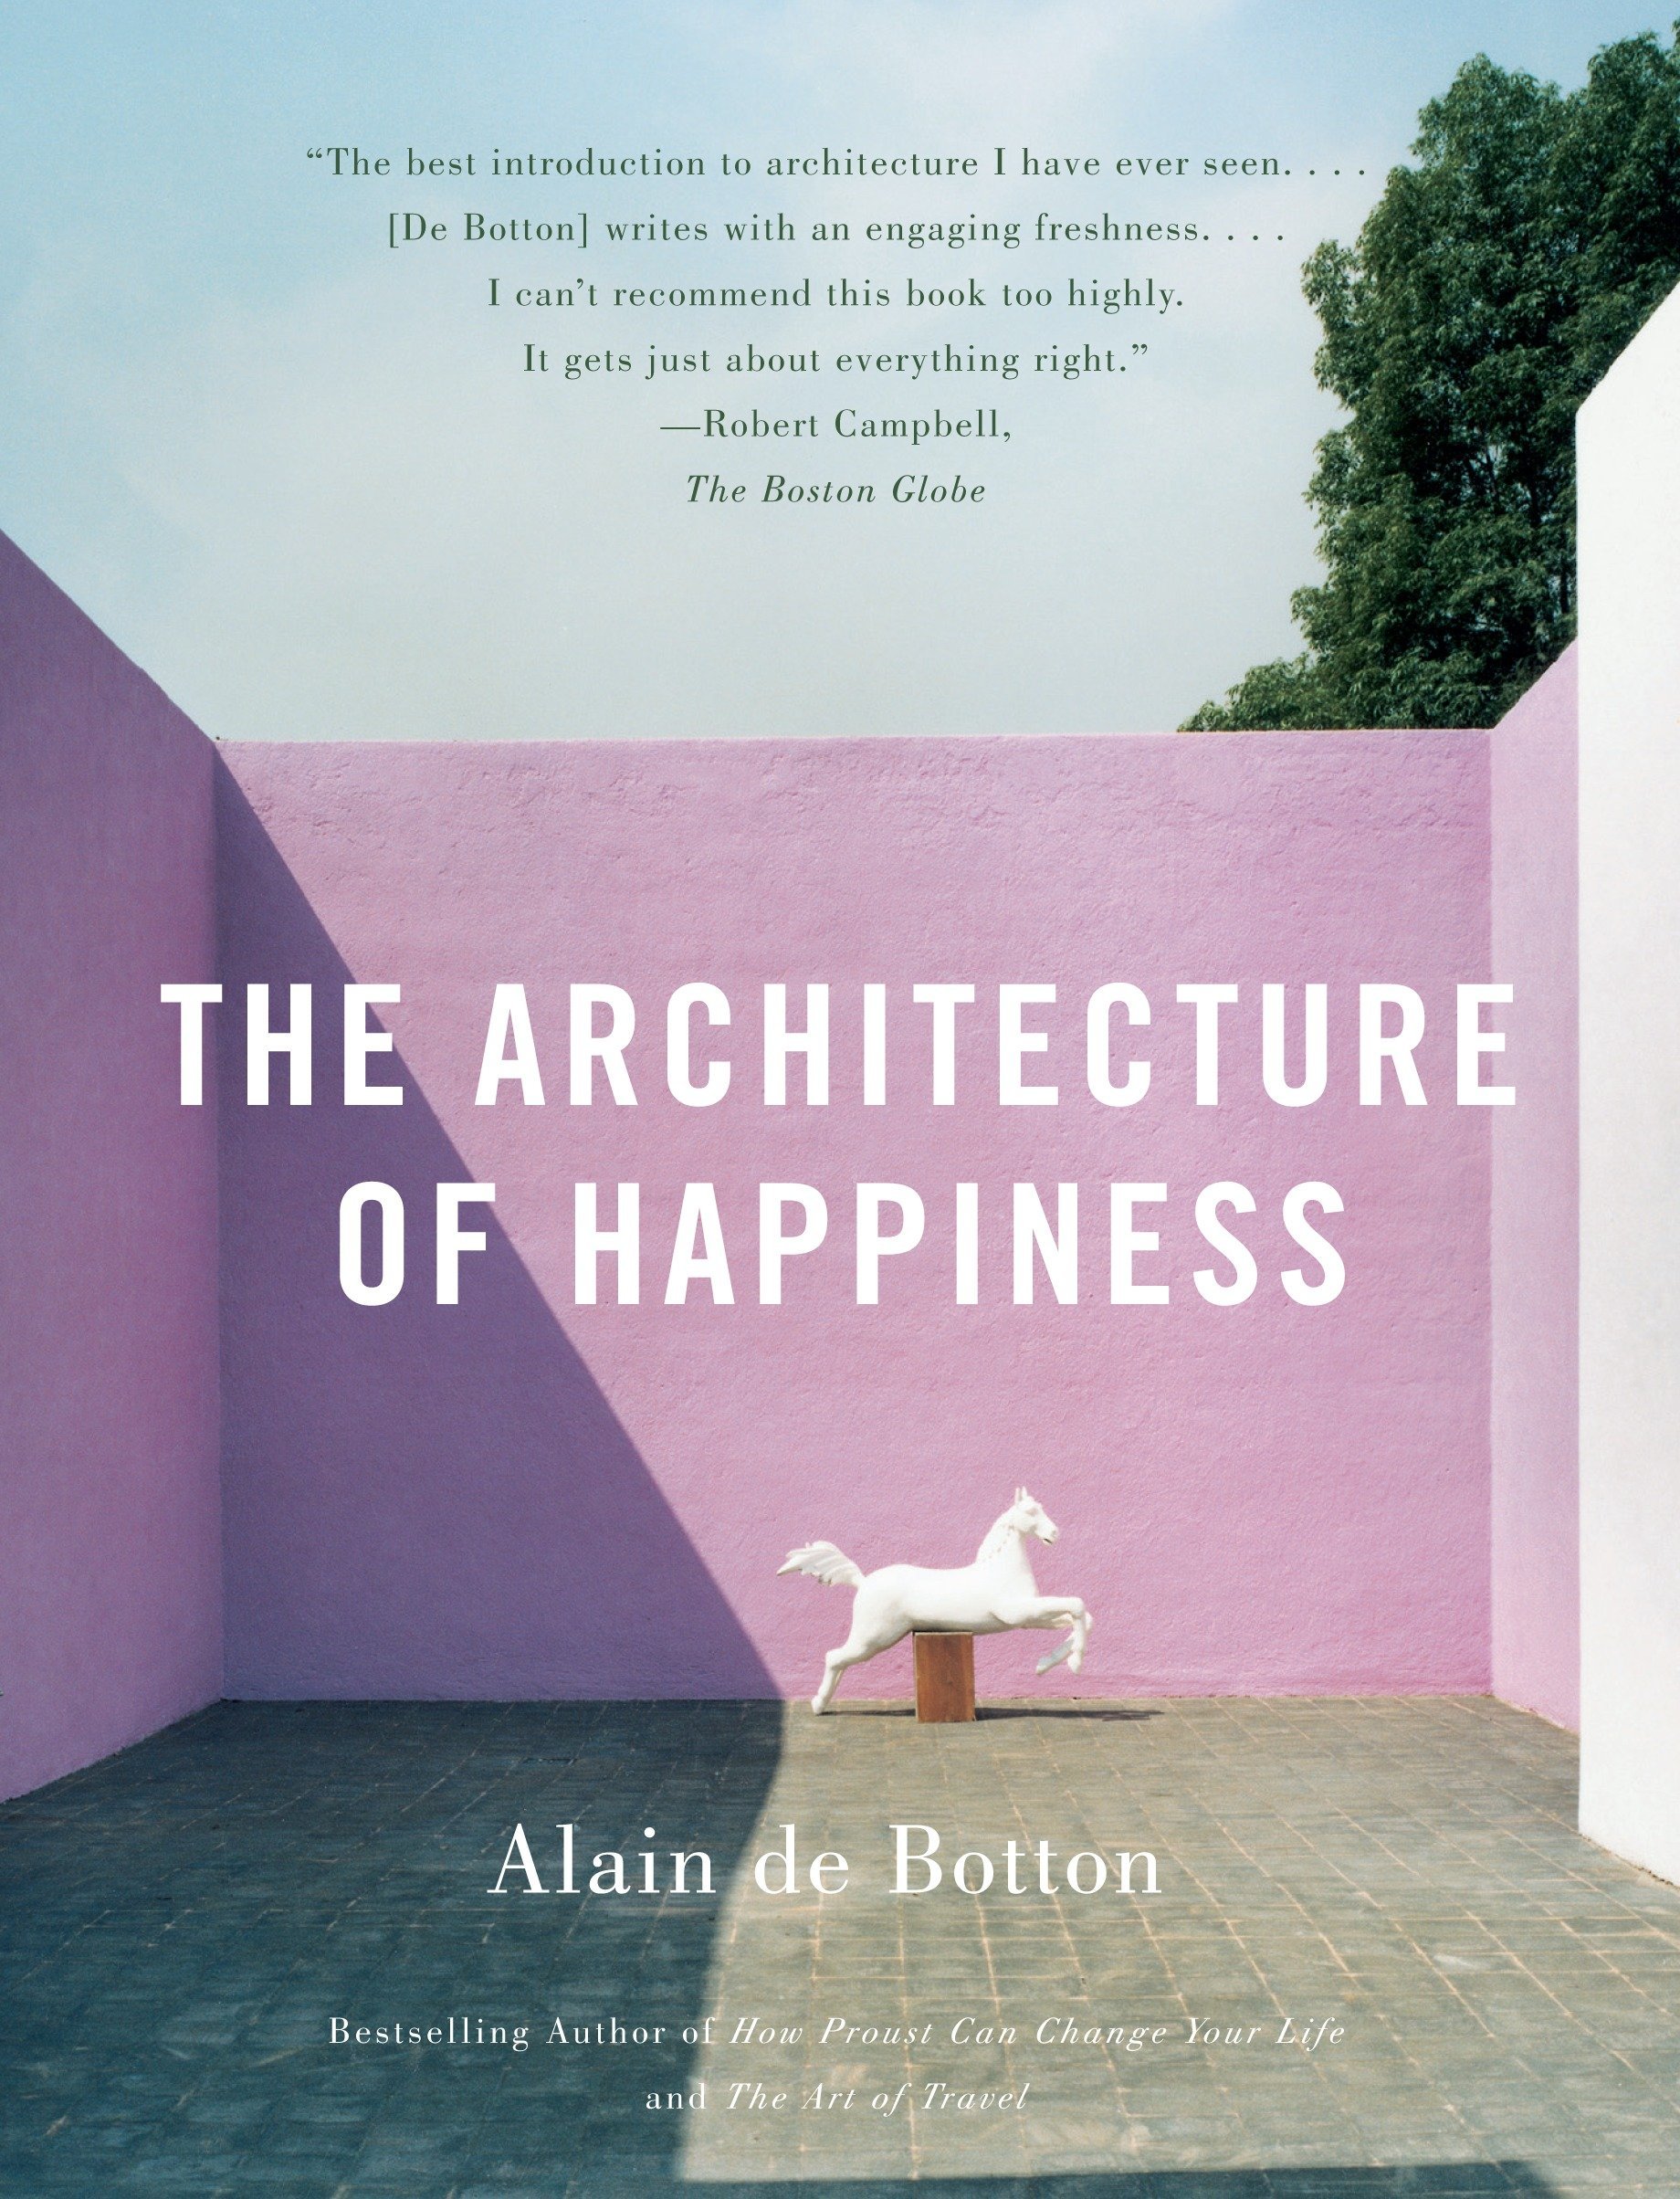 “The best introduction to architecture I have ever seen. . . .
[De Botton] writes with an engaging freshness. . . .
I can’t recommend this book too highly.
It gets just about everything right.”
—Robert Campbell,
The Boston Globe
THE ARCHITECTURE
OF HAPPINESS
Alain de Botton
Bestselling Author of How Proust Can Change Your Life
and The Art of Travel